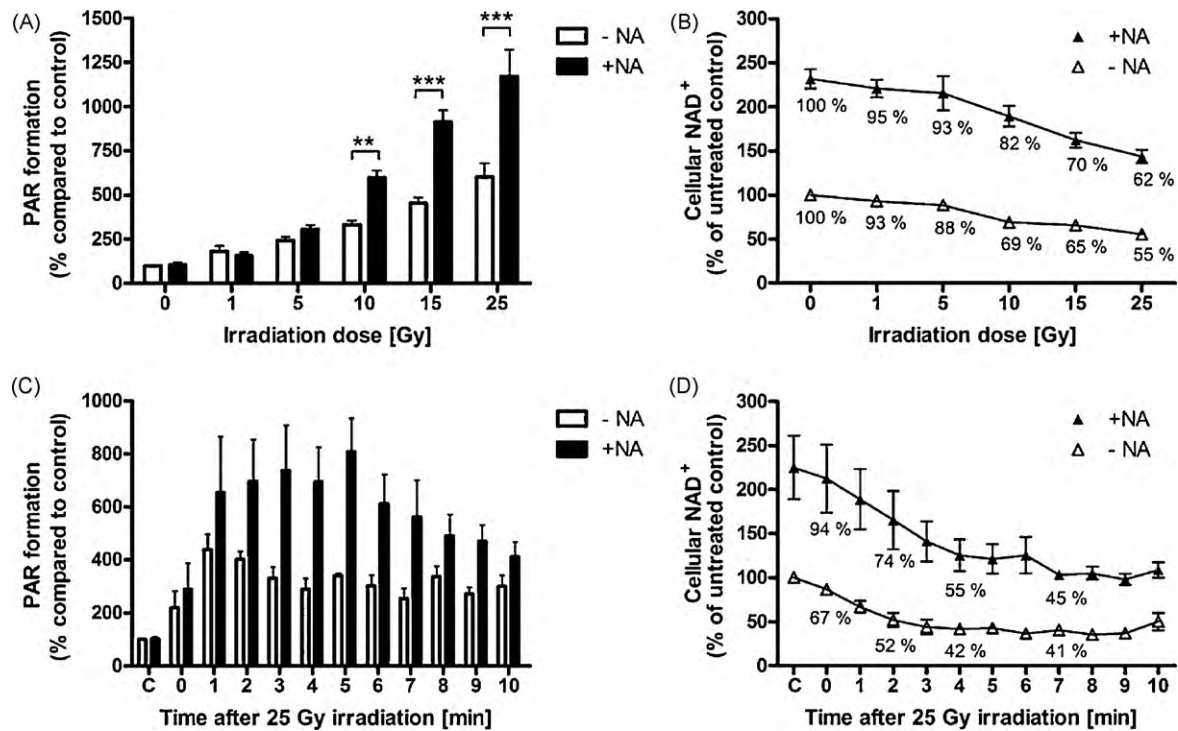 (A)
PAR formation
(% compared to control)
1500
1250
1000
750
500
250
0
**
***
***
- NA
+NA
0 1 5 10 15 25
Irradiation dose [Gy]
(B)
Cellular NAD+
(% of untreated control)
300
250
200
150
100
50
0
+NA
- NA
100 % 95 % 93 % 82 % 70 % 62 %
100 % 93 % 88 % 69 % 65 % 55 %
0 1 5 10 15 25
Irradiation dose [Gy]
(C)
PAR formation
(% compared to control)
1000
800
600
400
200
0
- NA
+NA
C 0 1 2 3 4 5 6 7 8 9 10
Time after 25 Gy irradiation [min]
(D)
Cellular NAD+
(% of untreated control)
300
250
200
150
100
50
0
+NA
- NA
94 % 74 % 55 % 45 %
67 % 52 % 42 % 41 %
C 0 1 2 3 4 5 6 7 8 9 10
Time after 25 Gy irradiation [min]